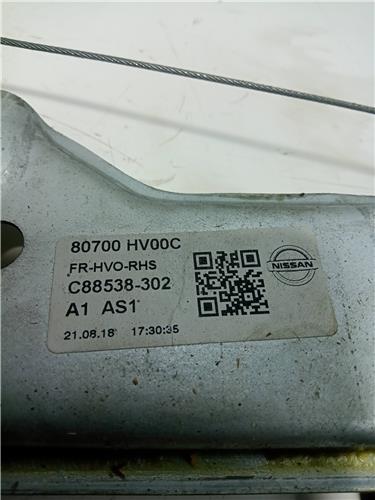 80700 HV00C
FR-HVO-RHS
C88538-302
A1 AS1
21.08.18 17:30:35
NISSAN